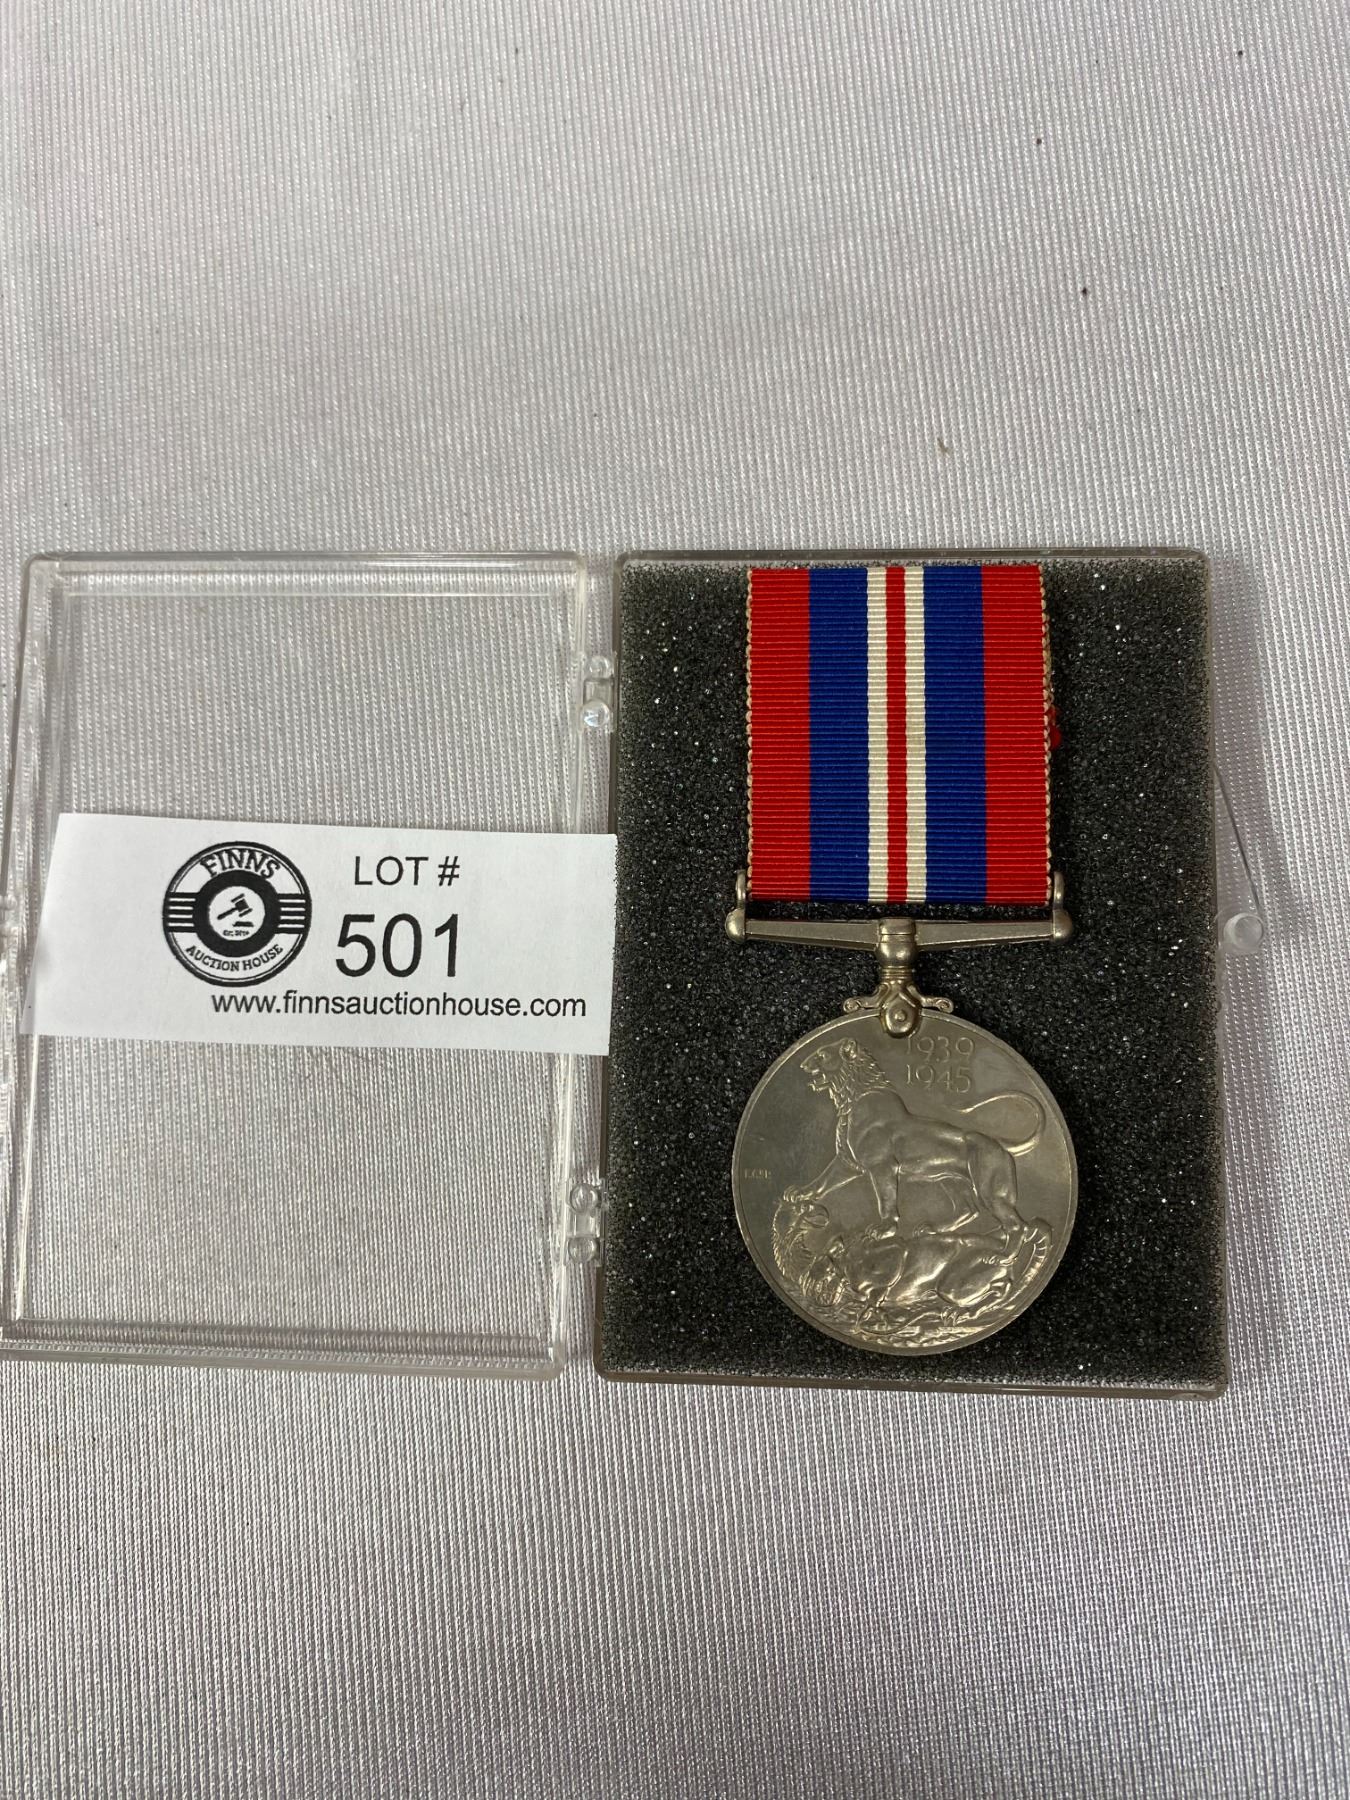 FINNS
AUCTION HOUSE
LOT #
501
www.finnsauctionhouse.com
1939
1945